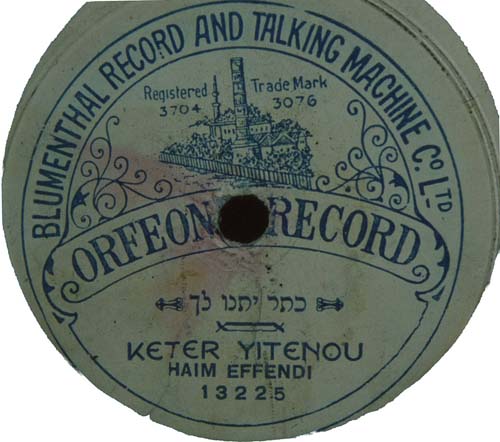 BLUMENTHAL RECORD AND TALKING MACHINE Cº. LTD
Registered Trade Mark
3704 3076
ORFEON RECORD
כתר יתנו לך
KETER YITENOU
HAIM EFFENDI
13225